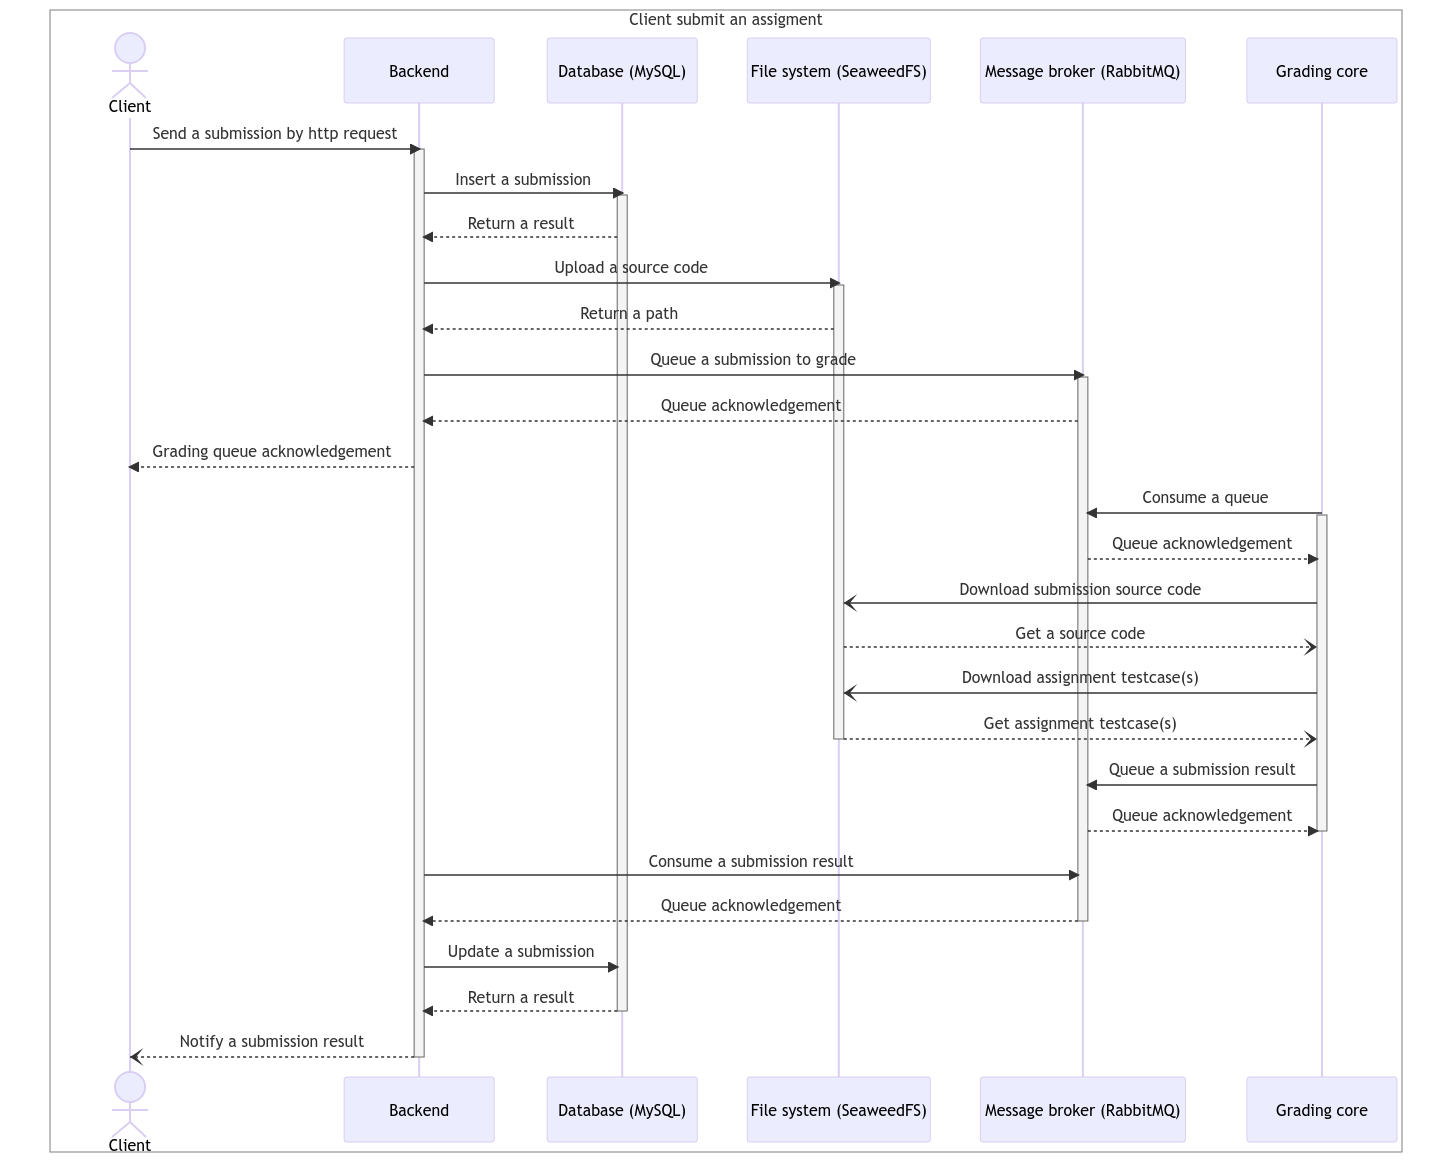 Client submit an assigment
Client
Backend
Database (MySQL)
File system (SeaweedFS)
Message broker (RabbitMQ)
Grading core
Send a submission by http request
Insert a submission
Return a result
Upload a source code
Return a path
Queue a submission to grade
Queue acknowledgement
Grading queue acknowledgement
Consume a queue
Queue acknowledgement
Download submission source code
Get a source code
Download assignment testcase(s)
Get assignment testcase(s)
Queue a submission result
Queue acknowledgement
Consume a submission result
Queue acknowledgement
Update a submission
Return a result
Notify a submission result
Client
Backend
Database (MySQL)
File system (SeaweedFS)
Message broker (RabbitMQ)
Grading core